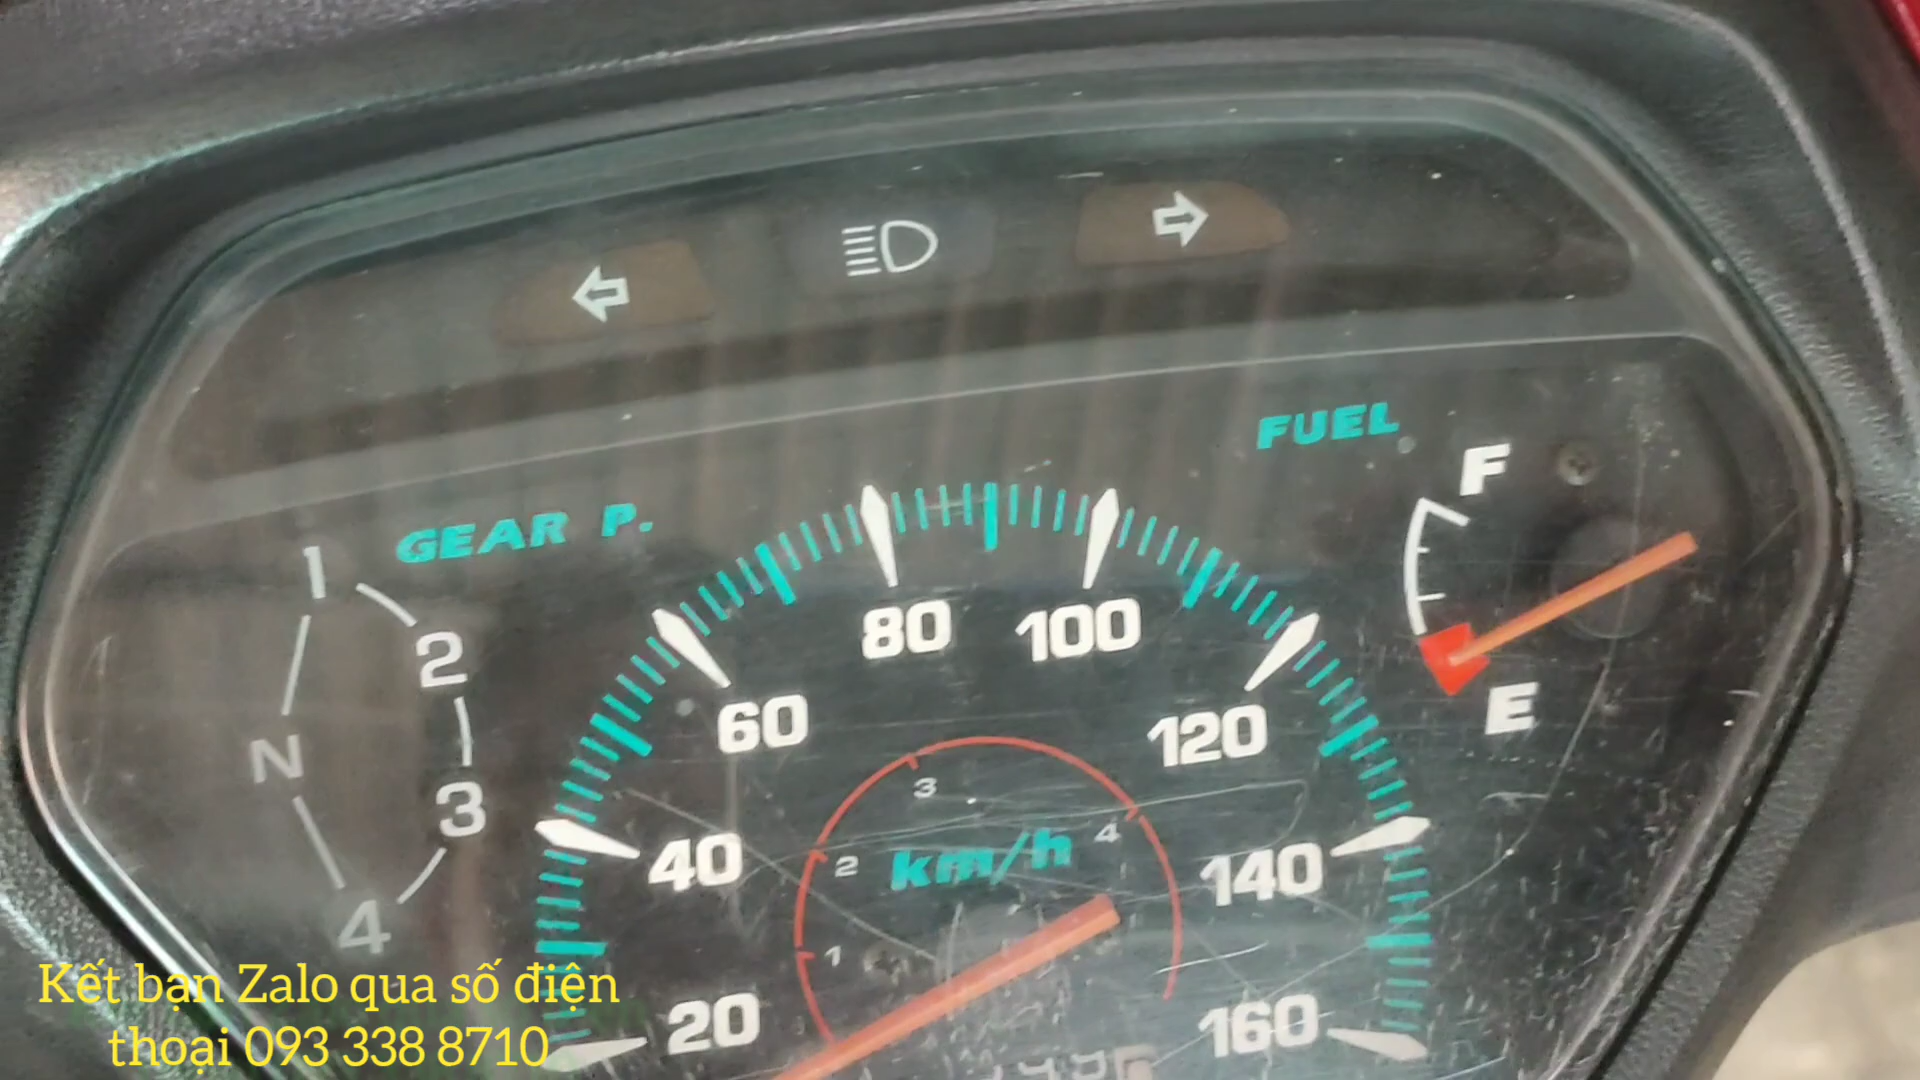 FUEL
F
GEAR P.
1
2
80
100
60
120
E
N
3
3
4
km/h
2
40
140
4
1
Kết bạn Zalo qua số điện
thoại 093 338 8710
20
160